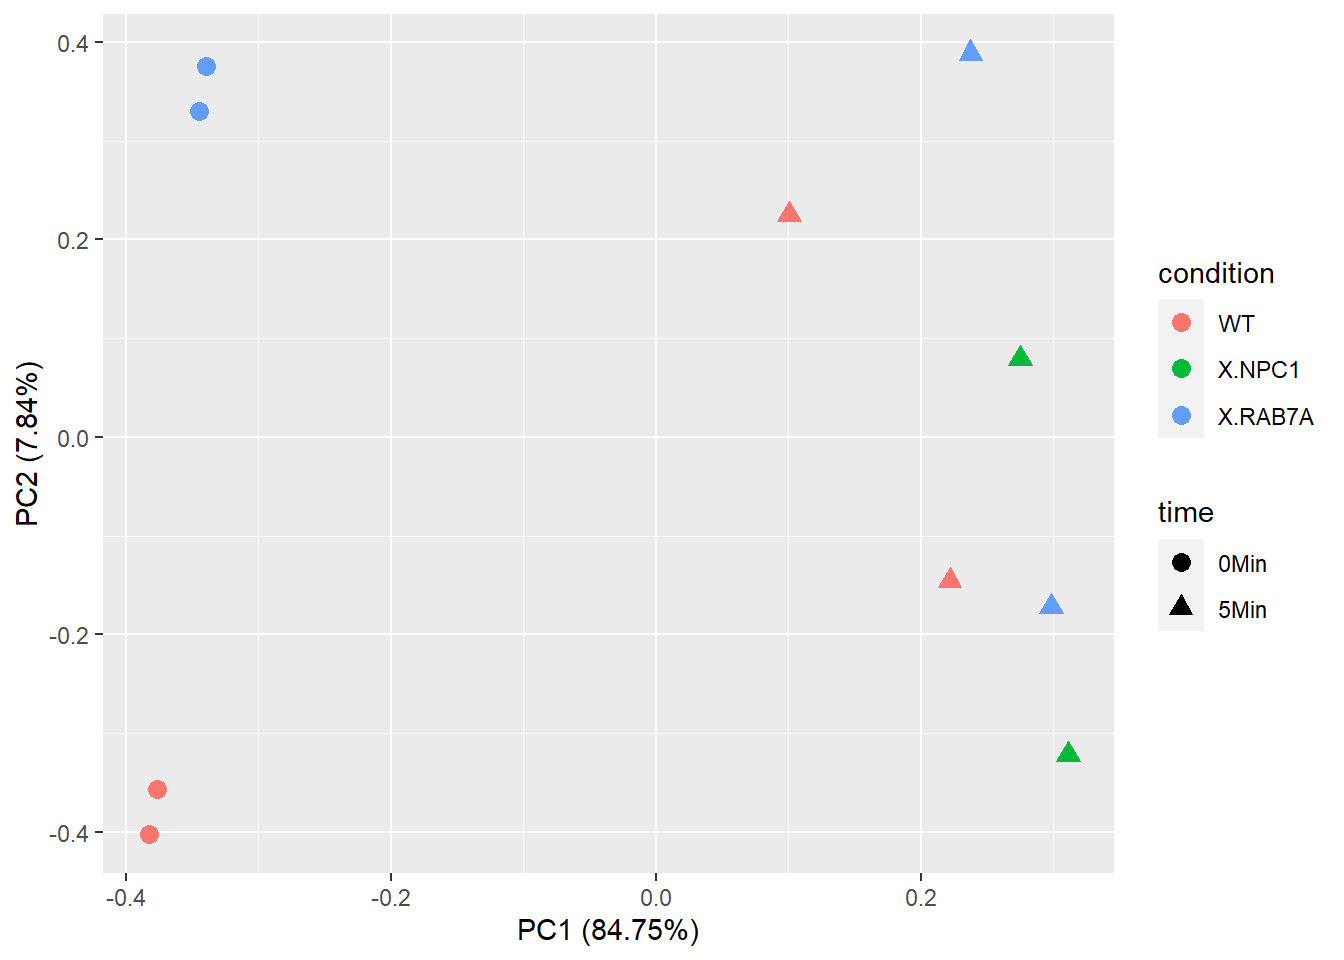 0.4
0.2
0.0
-0.2
-0.4
PC2 (7.84%)
-0.4
-0.2
0.0
0.2
PC1 (84.75%)
condition
WT
X.NPC1
X.RAB7A
time
0Min
5Min